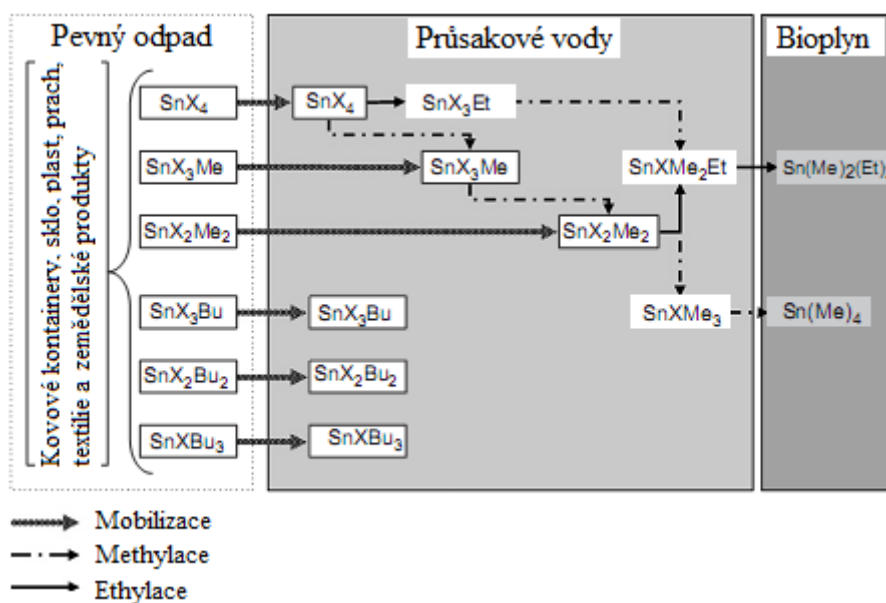 Pevný odpad
Průsakové vody
Bioplyn
Kovové kontainery, sklo, plast, prach,
textilie a zemědělské produkty
SnX4
SnX4
SnX3Et
SnX3Me
SnX3Me
SnXMe2Et
Sn(Me)2(Et)
SnX2Me2
SnX2Me2
SnX3Bu
SnX3Bu
SnXMe3
Sn(Me)4
SnX2Bu2
SnX2Bu2
SnXBu3
SnXBu3
Mobilizace
Methylace
Ethylace